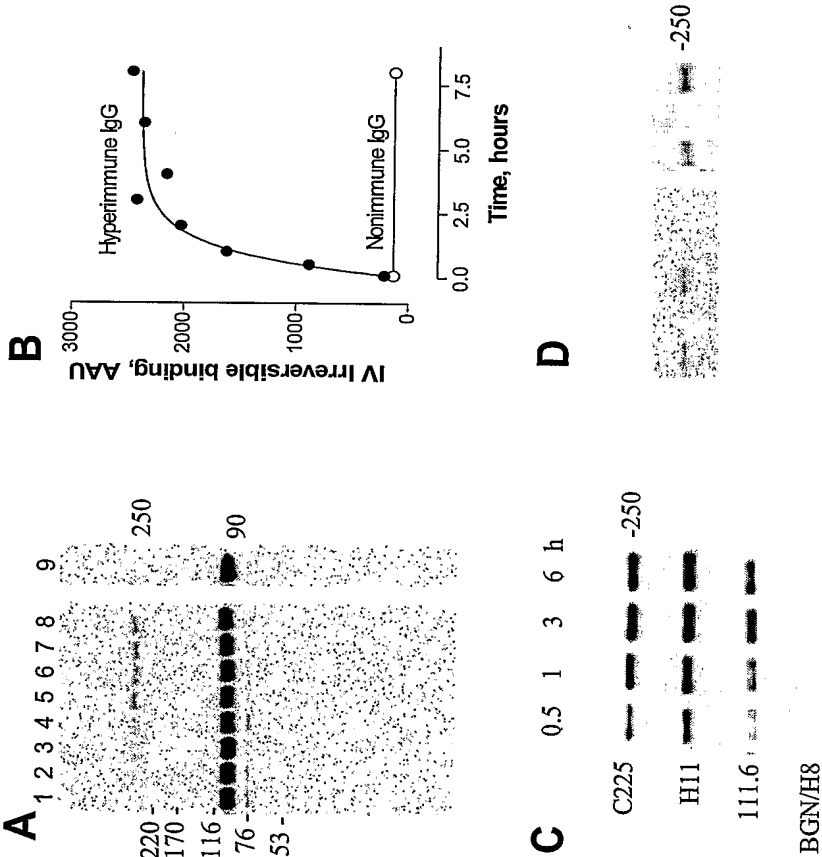 A
1 2 3 4 5 6 7 8 9
220
170
116
76
53
250
90
B
3000
2000
1000
0
IV Irreversible binding, AAU
Hyperimmune IgG
Nonimmune IgG
0.0 2.5 5.0 7.5
Time, hours
C
0.5 1 3 6 h
C225
H11
111.6
BGN/H8
-250
D
-250